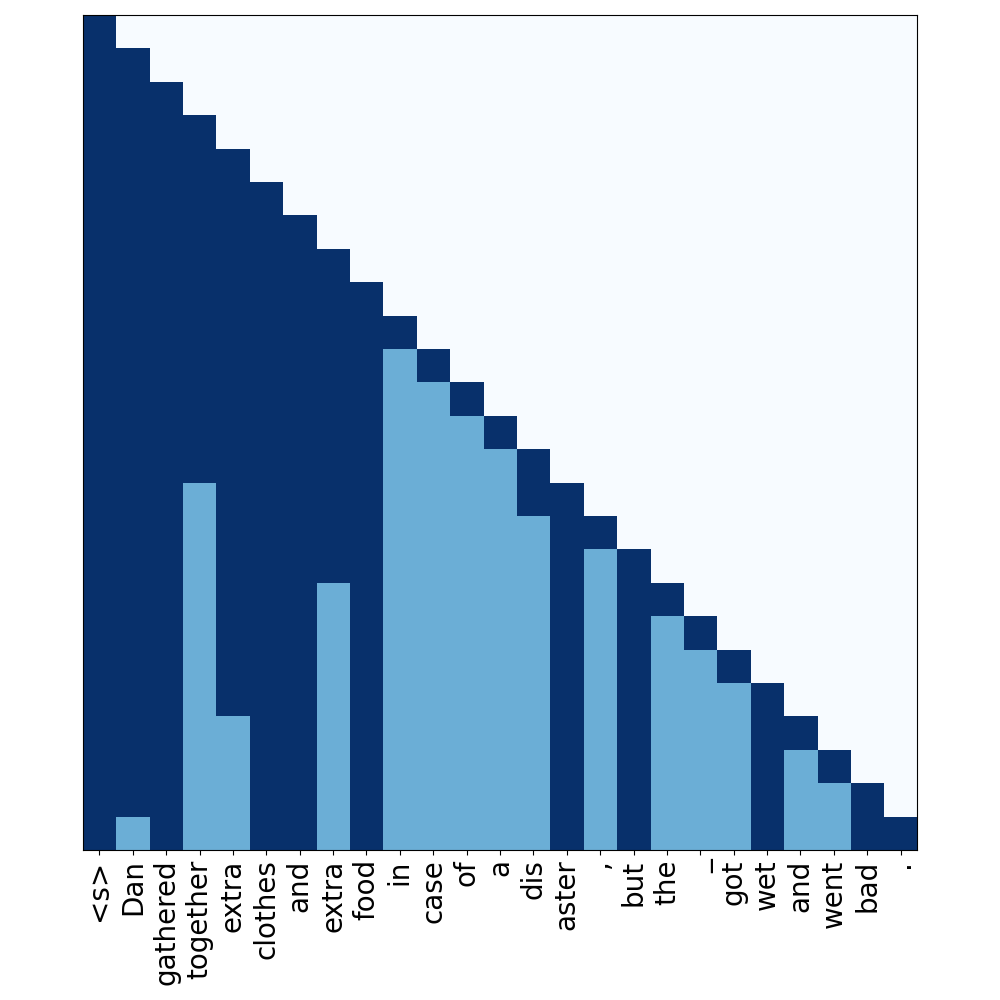 <s> Dan gathered together extra clothes and extra food in case of a dis aster , but the _ got wet and went bad .